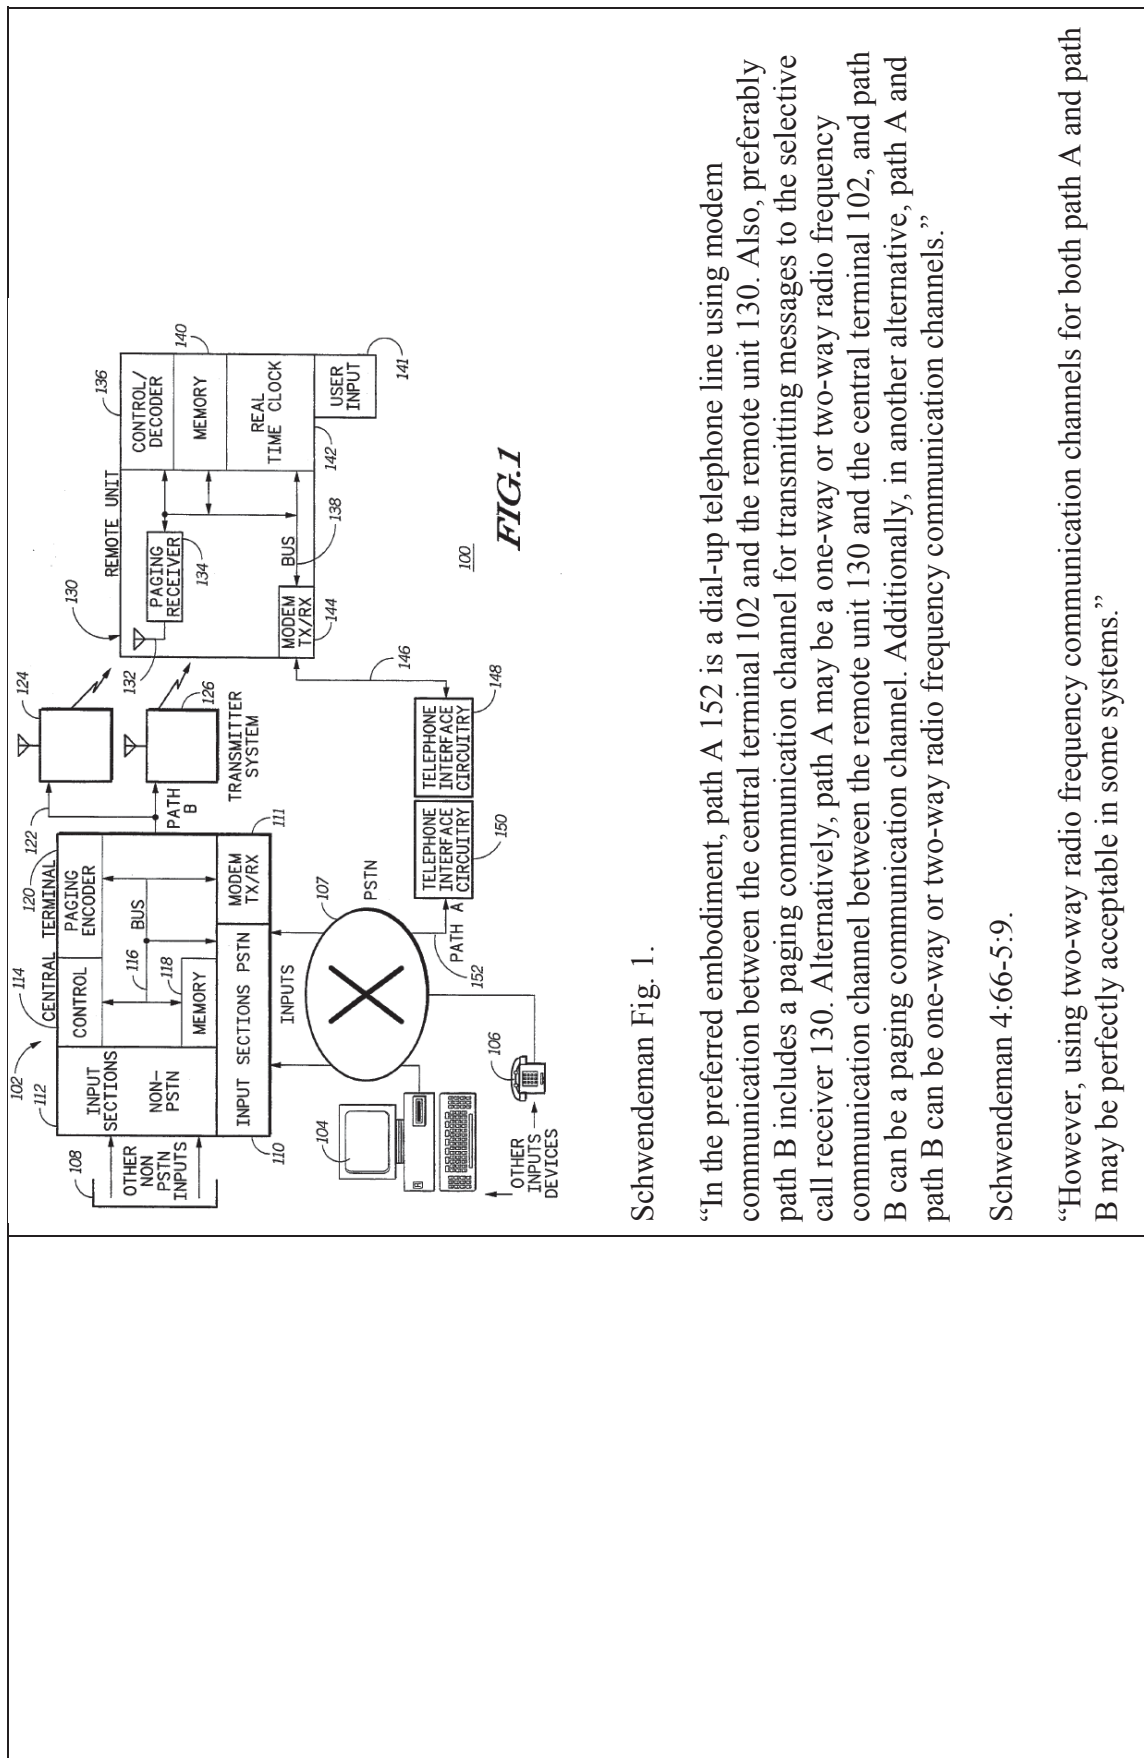 102
114
CENTRAL TERMINAL
120
122
124
112
INPUT
SECTIONS
NON-
PSTN
CONTROL
PAGING
ENCODER
116
BUS
118
MEMORY
PATH
B
126
TRANSMITTER
SYSTEM
108
OTHER
NON
PSTN
INPUTS
110
INPUT SECTIONS PSTN
MODEM
TX/RX
111
INPUTS
107
PSTN
104
106
OTHER
INPUTS
DEVICES
PATH A
152
TELEPHONE
INTERFACE
CIRCUITRY
150
TELEPHONE
INTERFACE
CIRCUITRY
148
146
130
REMOTE UNIT
132
PAGING
RECEIVER
134
136
CONTROL/
DECODER
140
MEMORY
REAL
TIME CLOCK
142
USER
INPUT
141
BUS
138
MODEM
TX/RX
144
100
FIG.1
Schwendeman Fig. 1.
“In the preferred embodiment, path A 152 is a dial-up telephone line using modem
communication between the central terminal 102 and the remote unit 130. Also, preferably
path B includes a paging communication channel for transmitting messages to the selective
call receiver 130. Alternatively, path A may be a one-way or two-way radio frequency
communication channel between the remote unit 130 and the central terminal 102, and path
B can be a paging communication channel. Additionally, in another alternative, path A and
path B can be one-way or two-way radio frequency communication channels.”
Schwendeman 4:66-5:9.
“However, using two-way radio frequency communication channels for both path A and path
B may be perfectly acceptable in some systems.”